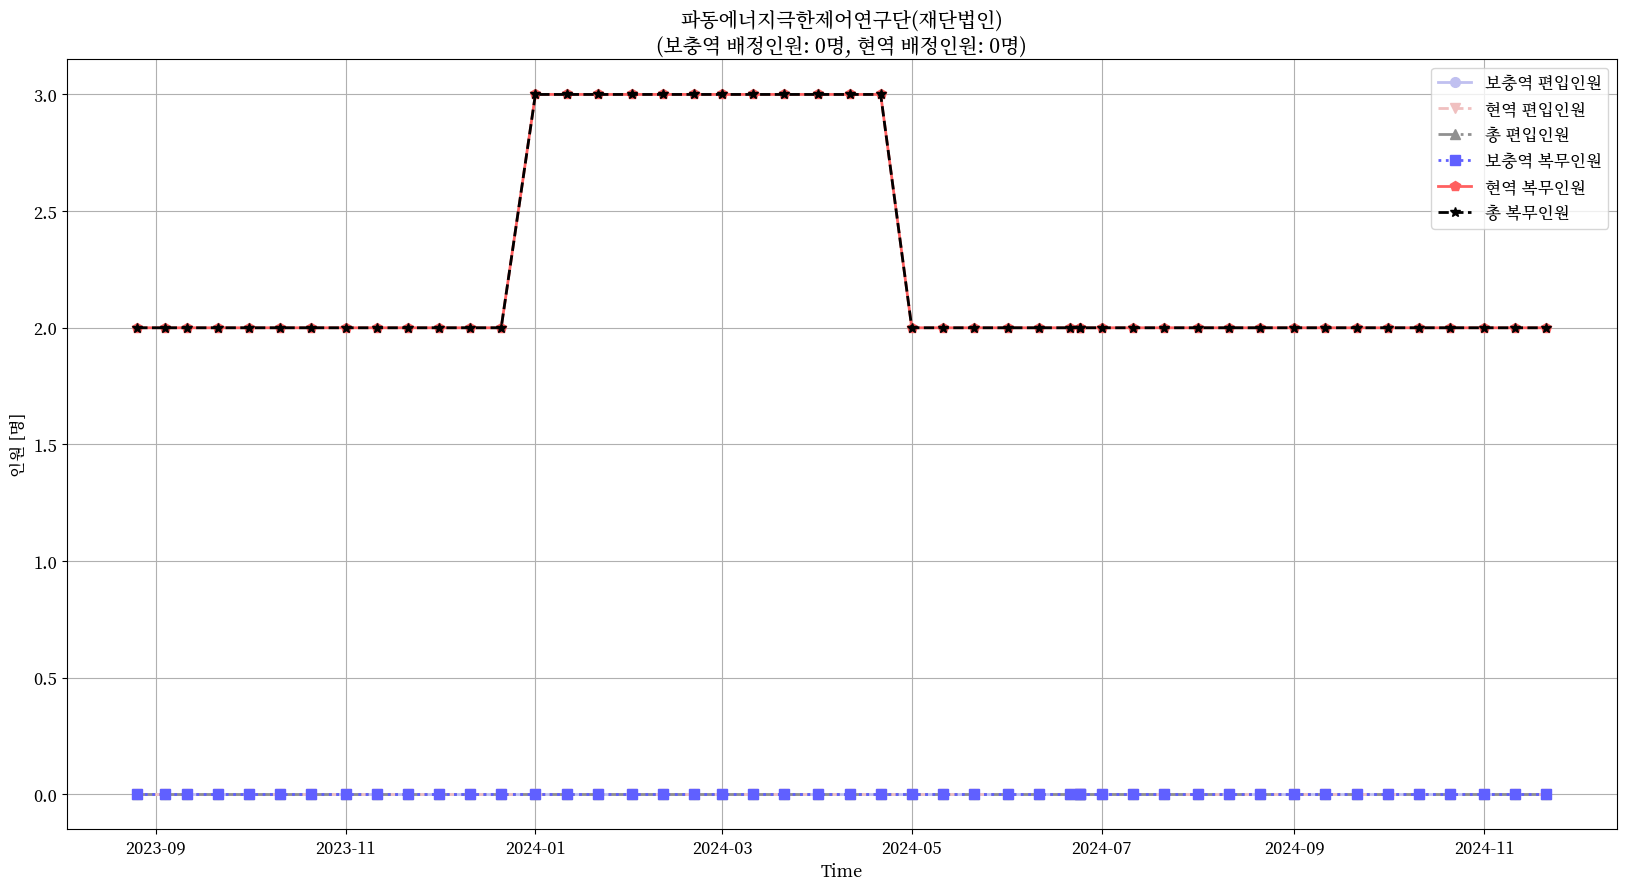 파동에너지극한제어연구단(재단법인)
(보충역 배정인원: 0명, 현역 배정인원: 0명)
보충역 편입인원
현역 편입인원
총 편입인원
보충역 복무인원
현역 복무인원
총 복무인원
인원 [명]
3.0
2.5
2.0
1.5
1.0
0.5
0.0
2023-09 2023-11 2024-01 2024-03 2024-05 2024-07 2024-09 2024-11
Time